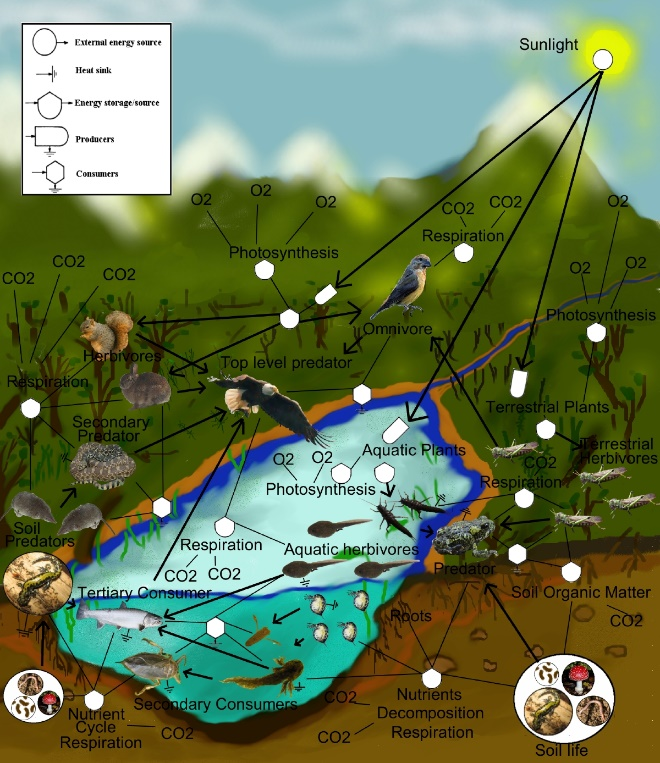 External energy source
Heat sink
Energy storage/source
Producers
Consumers
Sunlight
O2
O2
O2
Photosynthesis
CO2
CO2
Respiration
O2
O2
O2
Photosynthesis
CO2
CO2
CO2
Herbivores
Respiration
Omnivore
Top level predator
Terrestrial Plants
Secondary
Predator
Aquatic Plants
Terrestrial
Herbivores
O2
O2
Photosynthesis
CO2
Respiration
Soil
Predators
Respiration
CO2
CO2
Aquatic herbivores
Predator
Tertiary Consumer
Soil Organic Matter
CO2
Roots
Secondary Consumers
Nutrient
Cycle
Respiration
CO2
CO2
CO2
Nutrients
Decomposition
Respiration
Soil life